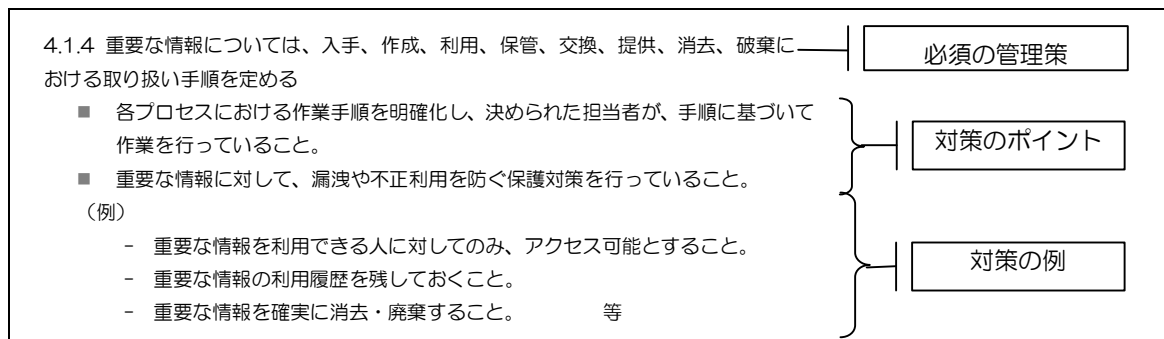 4.1.4 重要な情報については、入手、作成、利用、保管、交換、提供、消去、破棄に
おける取り扱い手順を定める
必須の管理策
■ 各プロセスにおける作業手順を明確化し、決められた担当者が、手順に基づいて
作業を行っていること。
■ 重要な情報に対して、漏洩や不正利用を防ぐ保護対策を行っていること。
対策のポイント
（例）
− 重要な情報を利用できる人に対してのみ、アクセス可能とすること。
− 重要な情報の利用履歴を残しておくこと。
− 重要な情報を確実に消去・廃棄すること。 等
対策の例